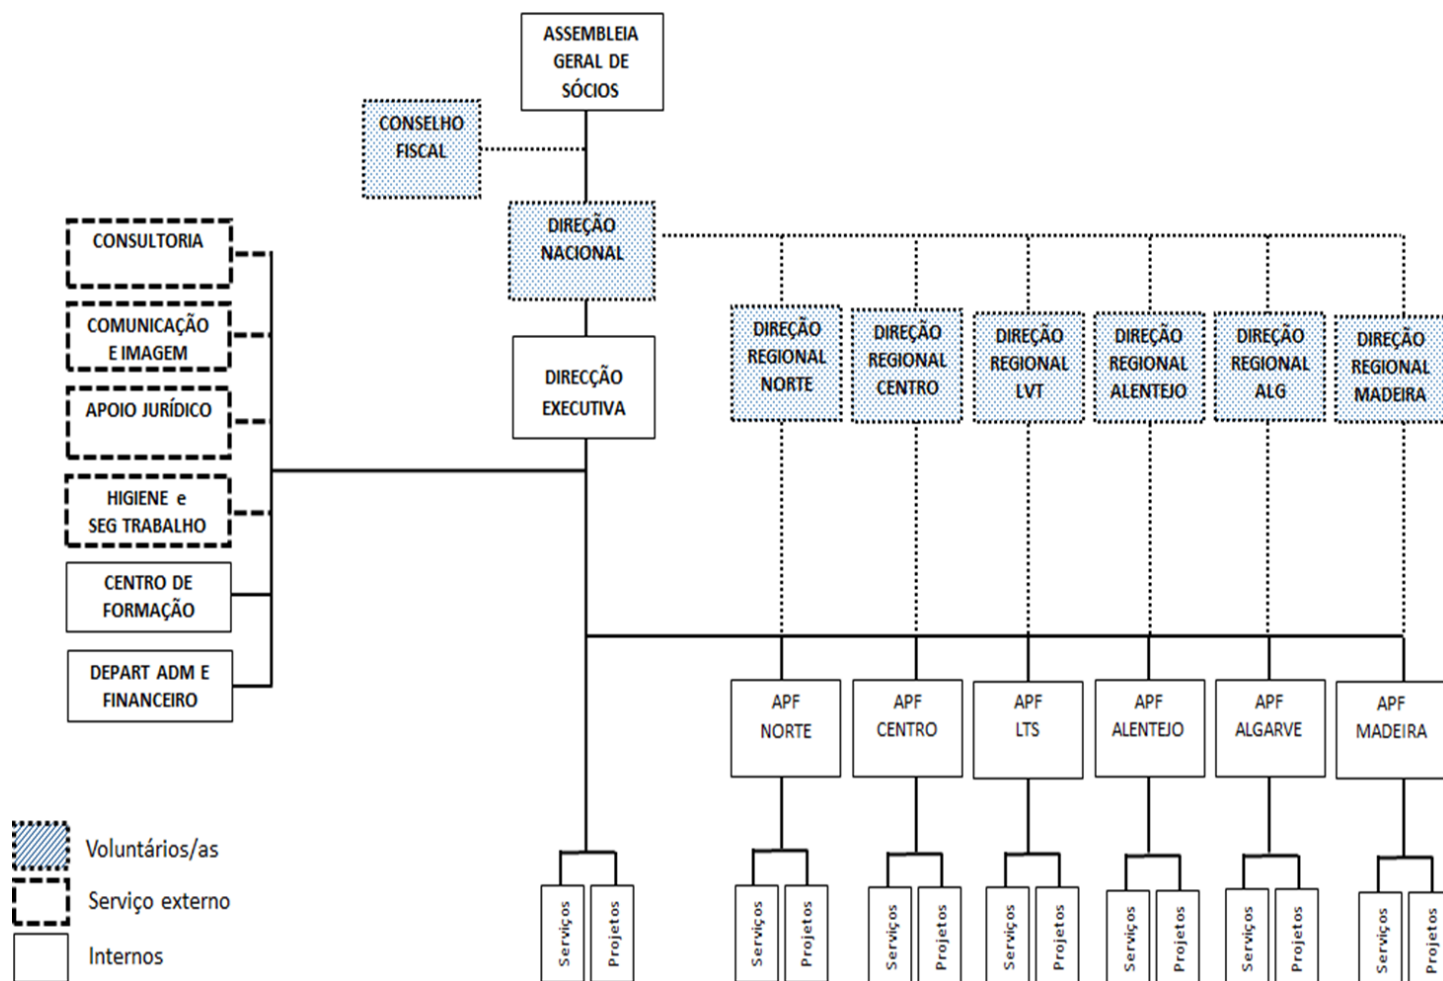 ASSEMBLEIA
GERAL DE
SÓCIOS
CONSELHO
FISCAL
DIREÇÃO
NACIONAL
DIRECÇÃO
EXECUTIVA
CONSULTORIA
COMUNICAÇÃO
E IMAGEM
APOIO JURÍDICO
HIGIENE e
SEG TRABALHO
CENTRO DE
FORMAÇÃO
DEPART ADM E
FINANCEIRO
DIREÇÃO
REGIONAL
NORTE
DIREÇÃO
REGIONAL
CENTRO
DIREÇÃO
REGIONAL
LVT
DIREÇÃO
REGIONAL
ALENTEJO
DIREÇÃO
REGIONAL
ALG
DIREÇÃO
REGIONAL
MADEIRA
APF
NORTE
APF
CENTRO
APF
LTS
APF
ALENTEJO
APF
ALGARVE
APF
MADEIRA
Serviços
Projetos
Serviços
Projetos
Serviços
Projetos
Serviços
Projetos
Serviços
Projetos
Serviços
Projetos
Serviços
Projetos
Voluntários/as
Serviço externo
Internos